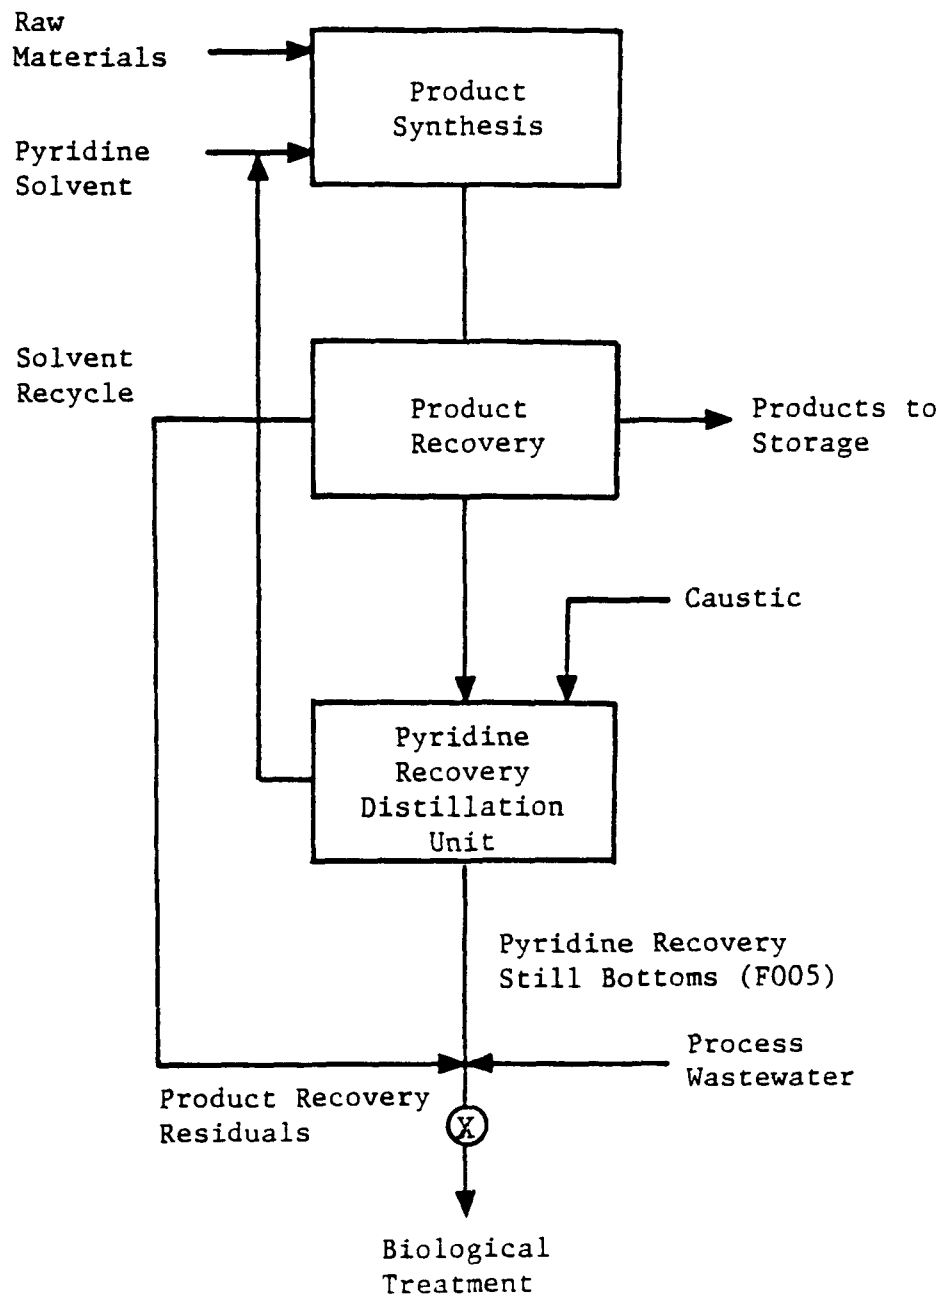 Raw
Materials
Product
Synthesis
Pyridine
Solvent
Solvent
Recycle
Product
Recovery
Products to
Storage
Caustic
Pyridine
Recovery
Distillation
Unit
Pyridine Recovery
Still Bottoms (F005)
Process
Wastewater
Product Recovery
Residuals
X
Biological
Treatment